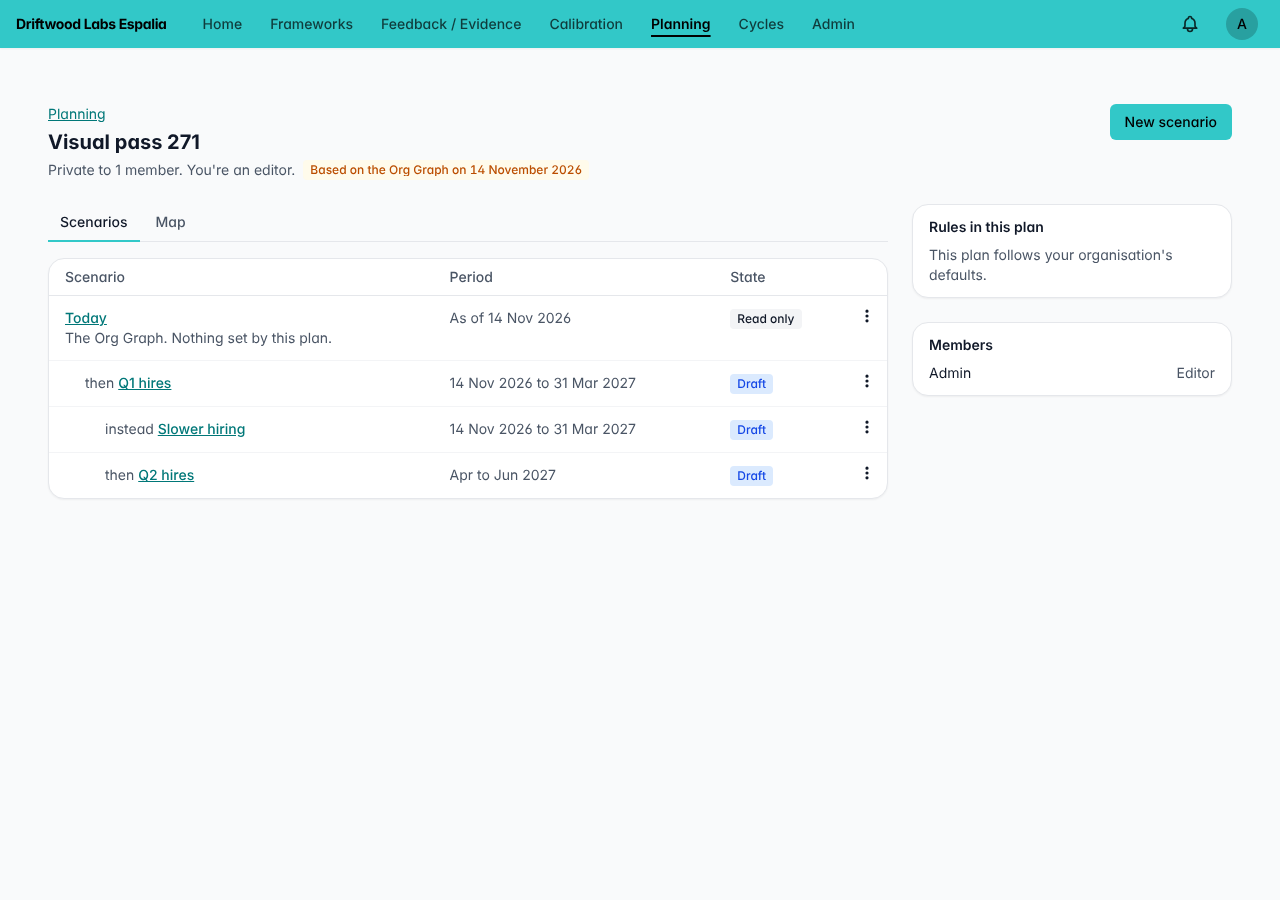 Driftwood Labs Espalia Home Frameworks Feedback / Evidence Calibration Planning Cycles Admin A
Planning
New scenario
Visual pass 271
Private to 1 member. You're an editor. Based on the Org Graph on 14 November 2026
Scenarios Map
Scenario Period State
Today As of 14 Nov 2026 Read only
The Org Graph. Nothing set by this plan.
then Q1 hires 14 Nov 2026 to 31 Mar 2027 Draft
instead Slower hiring 14 Nov 2026 to 31 Mar 2027 Draft
then Q2 hires Apr to Jun 2027 Draft
Rules in this plan
This plan follows your organisation's
defaults.
Members
Admin Editor